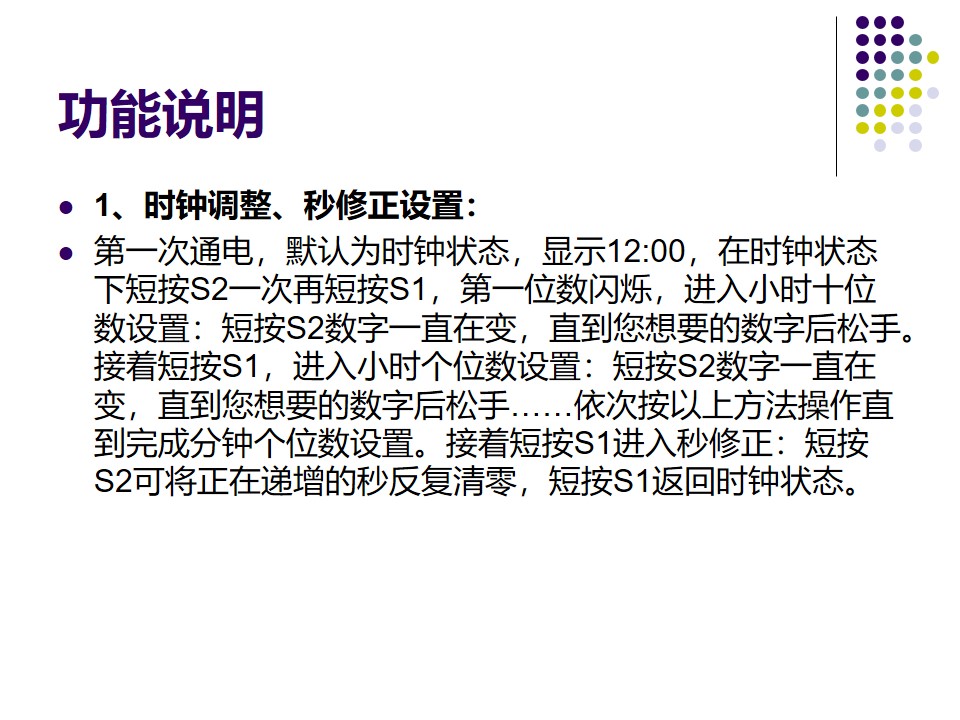 功能说明
1、时钟调整、秒修正设置：
第一次通电，默认为时钟状态，显示12:00，在时钟状态
下短按S2一次再短按S1，第一位数闪烁，进入小时十位
数设置：短按S2数字一直在变，直到您想要的数字后松手。
接着短按S1，进入小时个位数设置：短按S2数字一直在
变，直到您想要的数字后松手……依次按以上方法操作直
到完成分钟个位数设置。接着短按S1进入秒修正：短按
S2可将正在递增的秒反复清零，短按S1返回时钟状态。